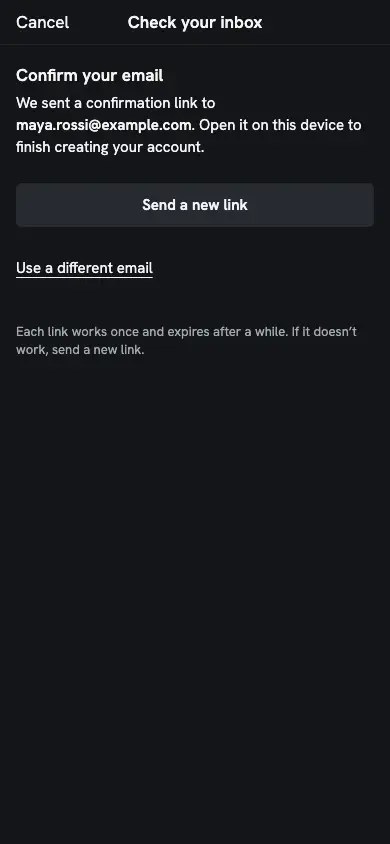 Cancel
Check your inbox
Confirm your email
We sent a confirmation link to
maya.rossi@example.com. Open it on this device to
finish creating your account.
Send a new link
Use a different email
Each link works once and expires after a while. If it doesn’t
work, send a new link.